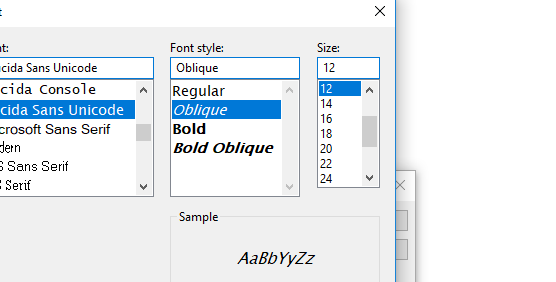 t
nt: Font style: Size:
cida Sans Unicode Oblique 12
cida Console Regular 12
cida Sans Unicode Oblique 14
crosoft Sans Serif Bold 16
dern Bold Oblique 18
S Sans Serif 20
S Serif 22
24
Sample
AaBbYyZz